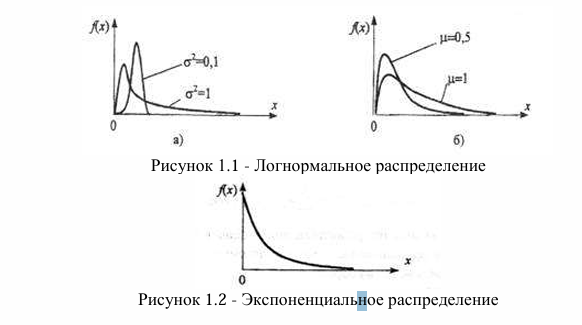 f(x)
σ²=0,1
σ²=1
x
0
а)
f(x)
μ=0,5
μ=1
x
0
б)
Рисунок 1.1 - Логнормальное распределение
f(x)
x
0
Рисунок 1.2 - Экспоненциальное распределение